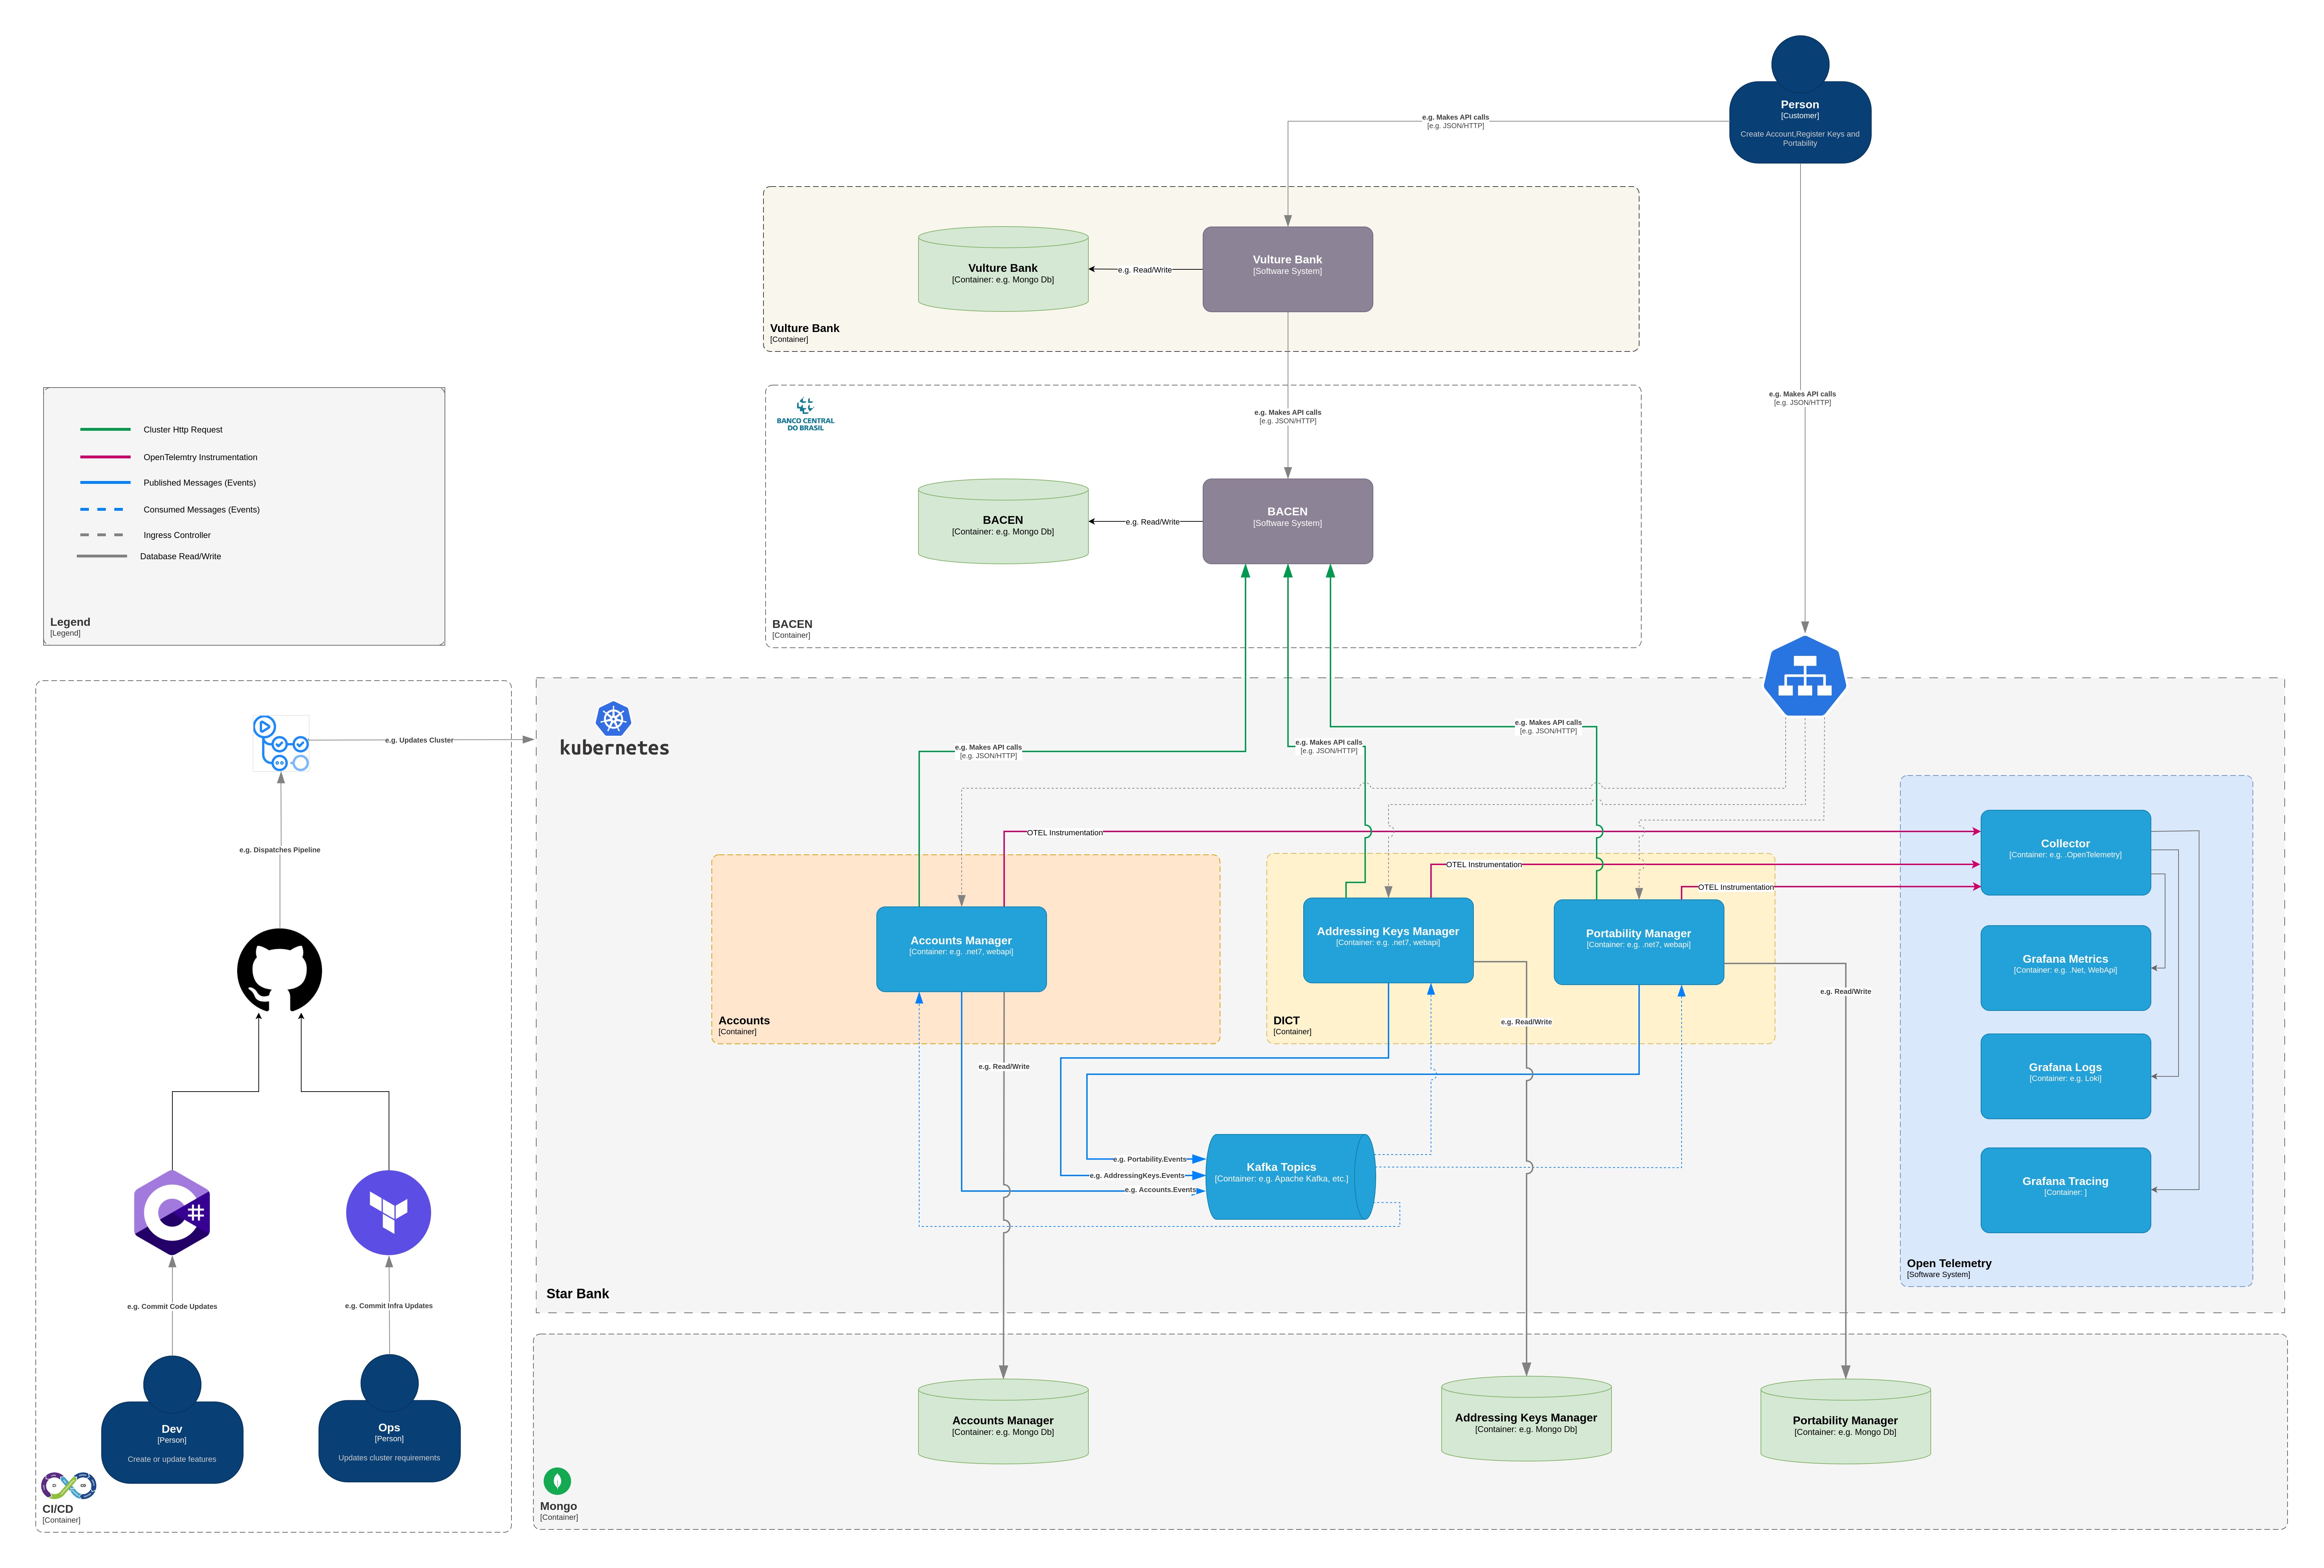 Person
[Customer]
Create Account,Register Keys and
Portability
e.g. Makes API calls
[e.g. JSON/HTTP]
Vulture Bank
[Container: e.g. Mongo Db]
e.g. Read/Write
Vulture Bank
[Software System]
Vulture Bank
[Container]
e.g. Makes API calls
[e.g. JSON/HTTP]
BANCO CENTRAL
DO BRASIL
e.g. Makes API calls
[e.g. JSON/HTTP]
BACEN
[Container: e.g. Mongo Db]
e.g. Read/Write
BACEN
[Software System]
BACEN
[Container]
Cluster Http Request
OpenTelemtry Instrumentation
Published Messages (Events)
Consumed Messages (Events)
Ingress Controller
Database Read/Write
Legend
[Legend]
e.g. Updates Cluster
e.g. Dispatches Pipeline
e.g. Commit Code Updates
e.g. Commit Infra Updates
Dev
[Person]
Create or update features
Ops
[Person]
Updates cluster requirements
CI
CD
CI/CD
[Container]
kubernetes
e.g. Makes API calls
[e.g. JSON/HTTP]
e.g. Makes API calls
[e.g. JSON/HTTP]
e.g. Makes API calls
[e.g. JSON/HTTP]
OTEL Instrumentation
OTEL Instrumentation
OTEL Instrumentation
Accounts Manager
[Container: e.g. .net7, webapi]
Accounts
[Container]
Addressing Keys Manager
[Container: e.g. .net7, webapi]
Portability Manager
[Container: e.g. .net7, webapi]
DICT
[Container]
e.g. Read/Write
e.g. Read/Write
e.g. Read/Write
e.g. Portability.Events
e.g. AddressingKeys.Events
e.g. Accounts.Events
Kafka Topics
[Container: e.g. Apache Kafka, etc.]
Collector
[Container: e.g. .OpenTelemetry]
Grafana Metrics
[Container: e.g. .Net, WebApi]
Grafana Logs
[Container: e.g. Loki]
Grafana Tracing
[Container: ]
Open Telemetry
[Software System]
Star Bank
Accounts Manager
[Container: e.g. Mongo Db]
Addressing Keys Manager
[Container: e.g. Mongo Db]
Portability Manager
[Container: e.g. Mongo Db]
Mongo
[Container]